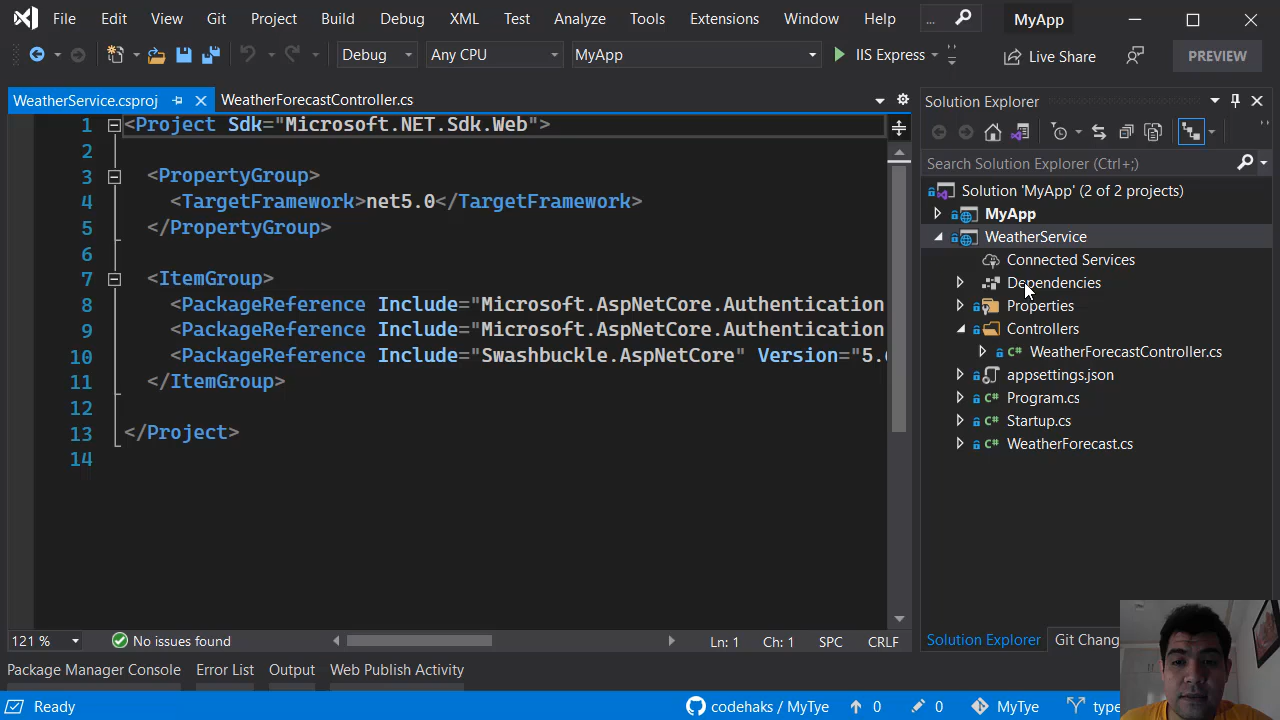 File Edit View Git Project Build Debug XML Test Analyze Tools Extensions Window Help ... MyApp
Debug Any CPU MyApp IIS Express Live Share PREVIEW
WeatherService.csproj WeatherForecastController.cs
1 <Project Sdk="Microsoft.NET.Sdk.Web">
2
3 <PropertyGroup>
4 <TargetFramework>net5.0</TargetFramework>
5 </PropertyGroup>
6
7 <ItemGroup>
8 <PackageReference Include="Microsoft.AspNetCore.Authentication
9 <PackageReference Include="Microsoft.AspNetCore.Authentication
10 <PackageReference Include="Swashbuckle.AspNetCore" Version="5.
11 </ItemGroup>
12
13 </Project>
14
121 % No issues found Ln: 1 Ch: 1 SPC CRLF
Solution Explorer
Search Solution Explorer (Ctrl+;)
Solution 'MyApp' (2 of 2 projects)
MyApp
WeatherService
Connected Services
Dependencies
Properties
Controllers
C# WeatherForecastController.cs
appsettings.json
C# Program.cs
C# Startup.cs
C# WeatherForecast.cs
Solution Explorer Git Chang
Package Manager Console Error List Output Web Publish Activity
Ready codehaks / MyTye 0 0 MyTye type